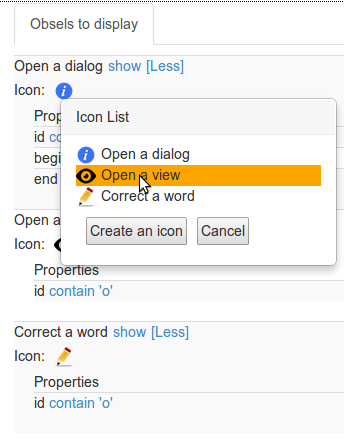 Obsels to display
Open a dialog show [Less]
Icon:
Prop
id co
begi
end
Icon List
Open a dialog
Open a view
Correct a word
Create an icon Cancel
Open a
Icon:
Properties
id contain 'o'
Correct a word show [Less]
Icon:
Properties
id contain 'o'